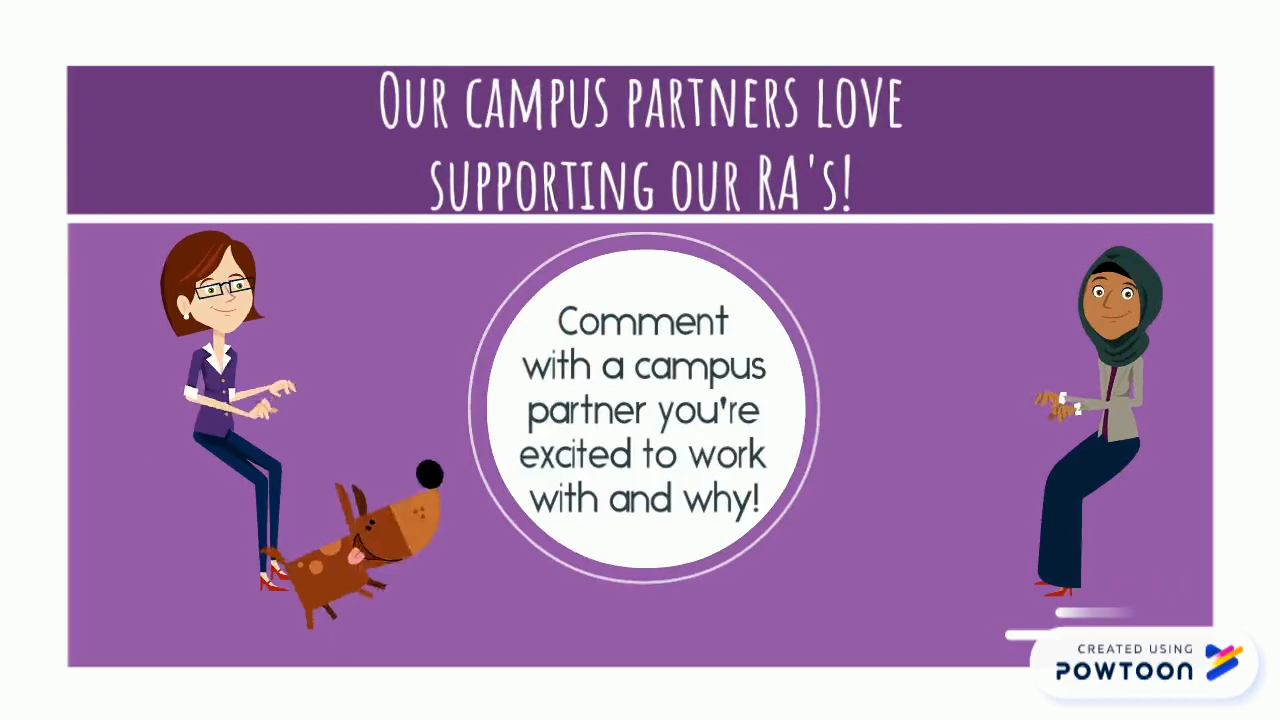 Our campus partners love
supporting our RA's!
Comment
with a campus
partner you're
excited to work
with and why!
CREATED USING
POWTOON